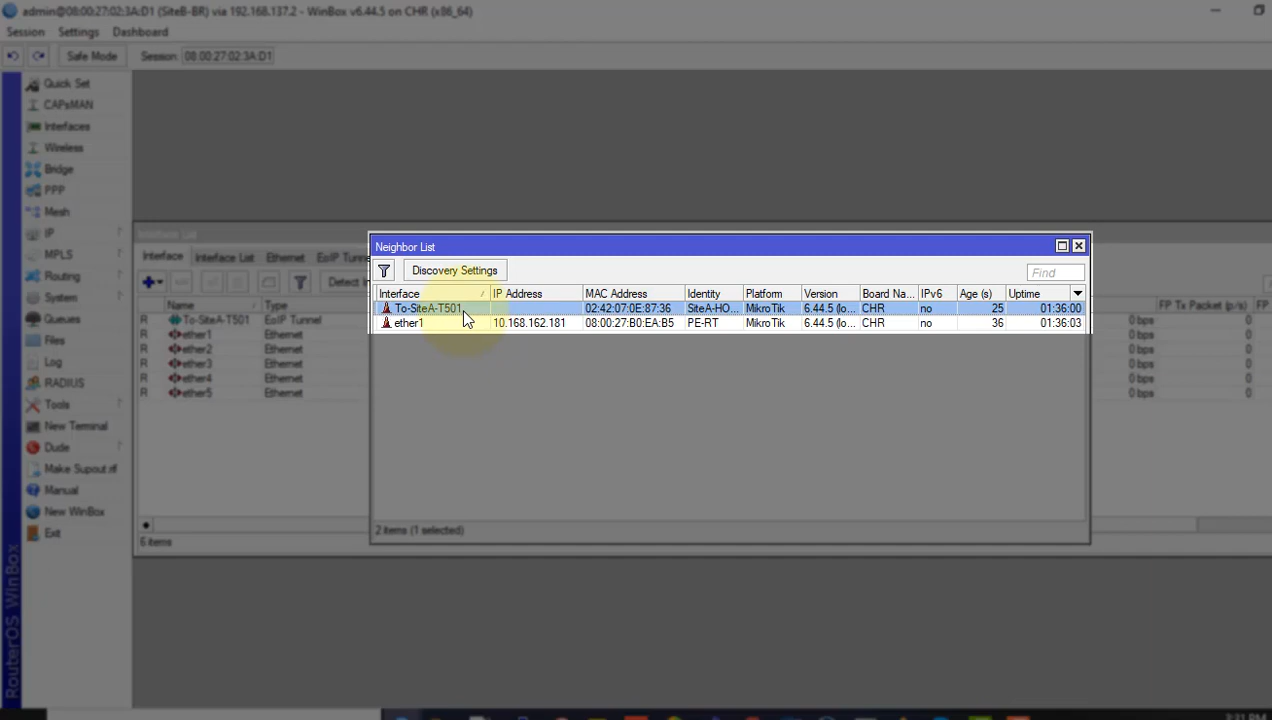 admin@08:00:27:02:3A:D1 (SiteB-BR) via 192.168.137.2 - WinBox v6.44.5 on CHR (x86_64)
Session Settings Dashboard
Safe Mode Session: 08:00:27:02:3A:D1
Quick Set
CAPsMAN
Interfaces
Wireless
Bridge
PPP
Mesh
IP
MPLS
Routing
System
Queues
Files
Log
RADIUS
Tools
New Terminal
Dude
Make Supout.rif
Manual
New WinBox
Exit
RouterOS WinBox
Interface List
Interface Interface List Ethernet EoIP Tunne
Detect In
Name Type FP Tx Packet (p/s) FP
R To-SiteA-T501 EoIP Tunnel 0 bps 0
R ether1 Ethernet 0 bps 0
R ether2 Ethernet 0 bps 0
R ether3 Ethernet 0 bps 0
R ether4 Ethernet 0 bps 0
R ether5 Ethernet 0 bps 0
6 items
Neighbor List
Discovery Settings Find
Interface IP Address MAC Address Identity Platform Version Board Na... IPv6 Age (s) Uptime
To-SiteA-T501 02:42:07:0E:87:36 SiteA-HO... MikroTik 6.44.5 (lo... CHR no 25 01:36:00
ether1 10.168.162.181 08:00:27:B0:EA:B5 PE-RT MikroTik 6.44.5 (lo... CHR no 36 01:36:03
2 items (1 selected)